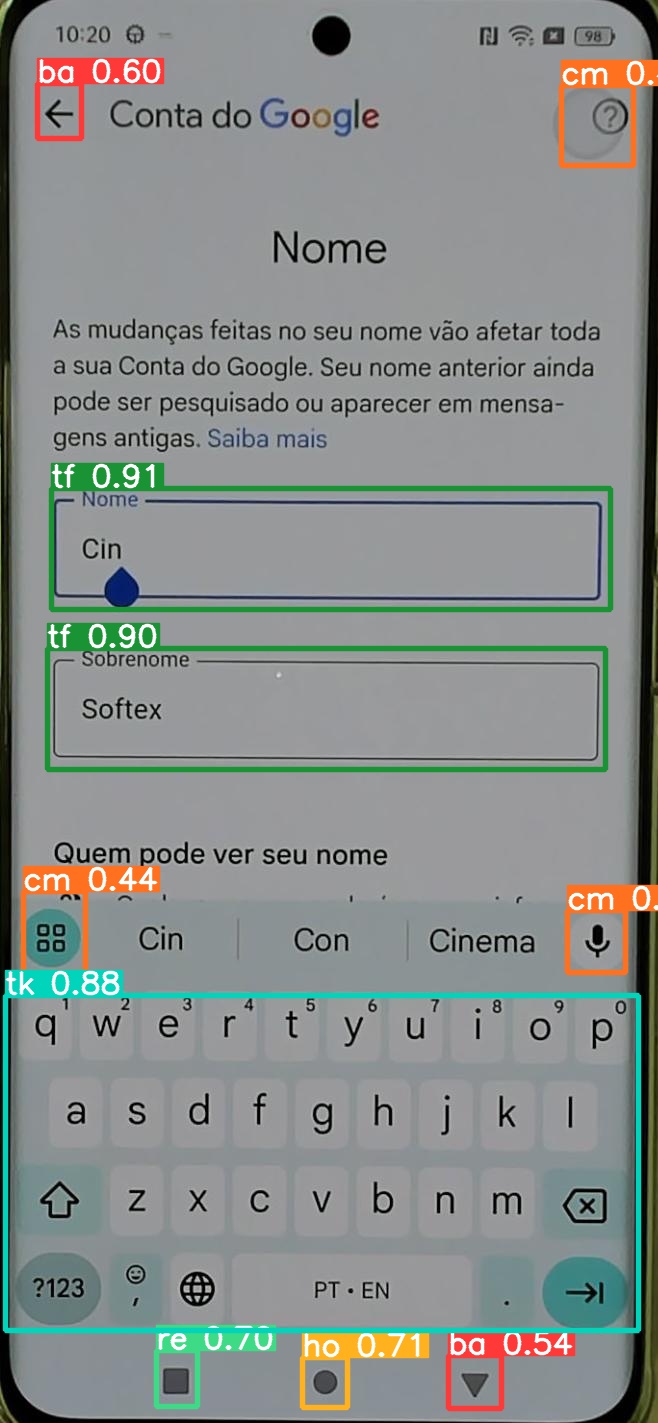 10:20
98
ba 0.60
cm 0.
Conta do Google
?
Nome
As mudanças feitas no seu nome vão afetar toda
a sua Conta do Google. Seu nome anterior ainda
pode ser pesquisado ou aparecer em mensa-
gens antigas. Saiba mais
tf 0.91
Nome
Cin
tf 0.90
Sobrenome
Softex
Quem pode ver seu nome
cm 0.44
cm 0.
Cin Con Cinema
tk 0.88
1 2 3 4 5 6 7 8 9 0
q w e r t y u i o p
a s d f g h j k l
z x c v b n m
?123 , PT • EN .
re 0.70
ho 0.71
ba 0.54